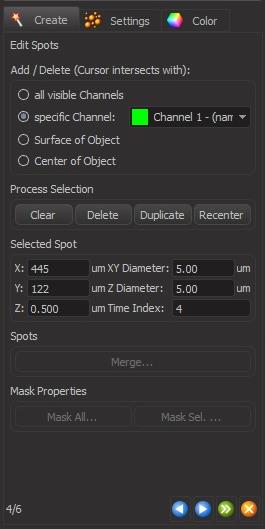 Create Settings Color
Edit Spots
Add / Delete (Cursor intersects with):
all visible Channels
specific Channel: Channel 1 - (nam
Surface of Object
Center of Object
Process Selection
Clear Delete Duplicate Recenter
Selected Spot
X: 445 um XY Diameter: 5.00 um
Y: 122 um Z Diameter: 5.00 um
Z: 0.500 um Time Index: 4
Spots
Merge...
Mask Properties
Mask All... Mask Sel. ...
4/6